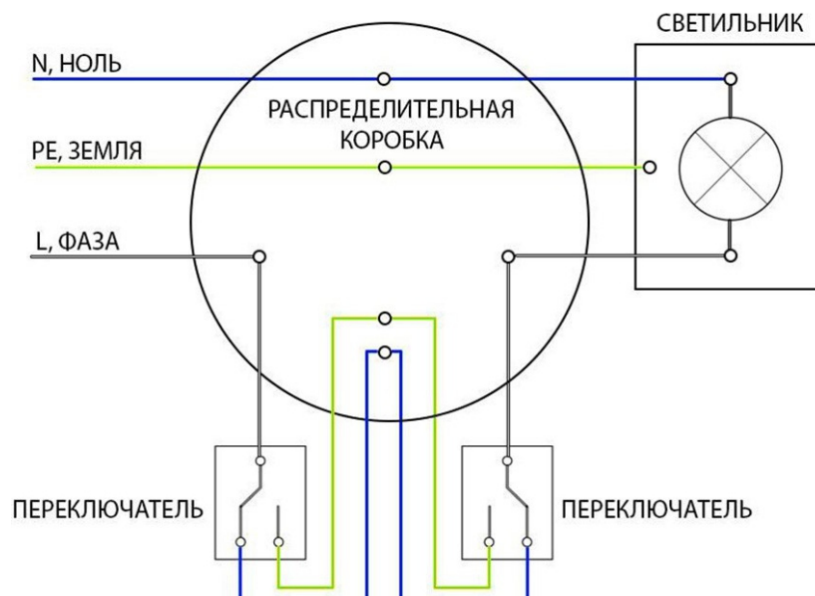 СВЕТИЛЬНИК
N, НОЛЬ
РАСПРЕДЕЛИТЕЛЬНАЯ
КОРОБКА
PE, ЗЕМЛЯ
L, ФАЗА
ПЕРЕКЛЮЧАТЕЛЬ
ПЕРЕКЛЮЧАТЕЛЬ